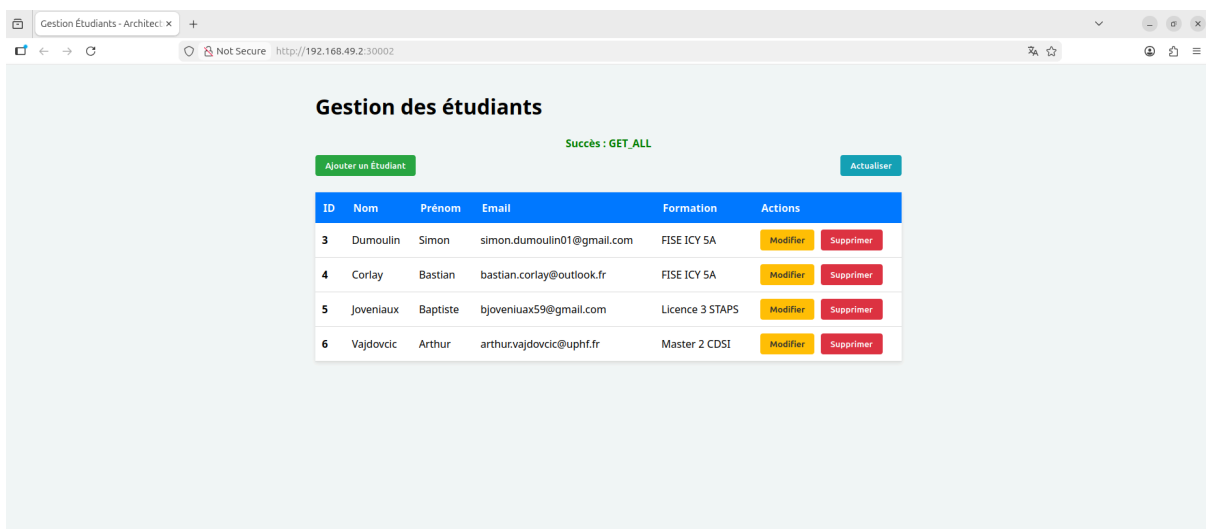 Gestion Étudiants - Architect
Not Secure http://192.168.49.2:30002
Gestion des étudiants
Succès : GET_ALL
Ajouter un Étudiant Actualiser
ID Nom Prénom Email Formation Actions
3 Dumoulin Simon simon.dumoulin01@gmail.com FISE ICY 5A Modifier Supprimer
4 Corlay Bastian bastian.corlay@outlook.fr FISE ICY 5A Modifier Supprimer
5 Joveniaux Baptiste bjoveniuax59@gmail.com Licence 3 STAPS Modifier Supprimer
6 Vajdovcic Arthur arthur.vajdovcic@uphf.fr Master 2 CDSI Modifier Supprimer